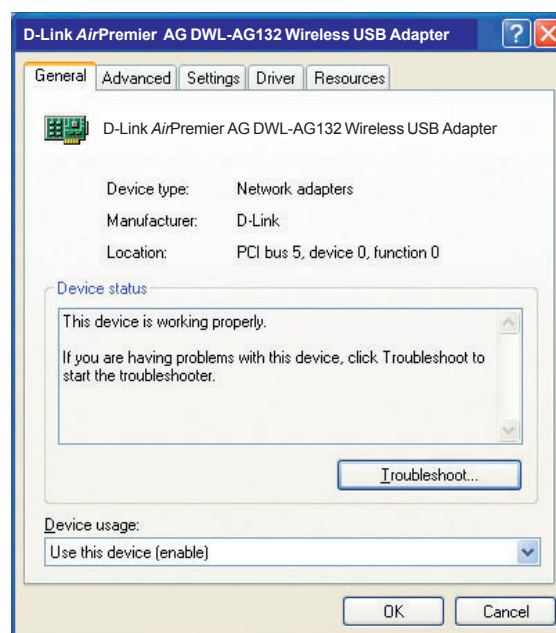 D-Link AirPremier AG DWL-AG132 Wireless USB Adapter
General Advanced Settings Driver Resources
D-Link AirPremier AG DWL-AG132 Wireless USB Adapter
Device type: Network adapters
Manufacturer: D-Link
Location: PCI bus 5, device 0, function 0
Device status
This device is working properly.
If you are having problems with this device, click Troubleshoot to
start the troubleshooter.
Troubleshoot...
Device usage:
Use this device (enable)
OK Cancel